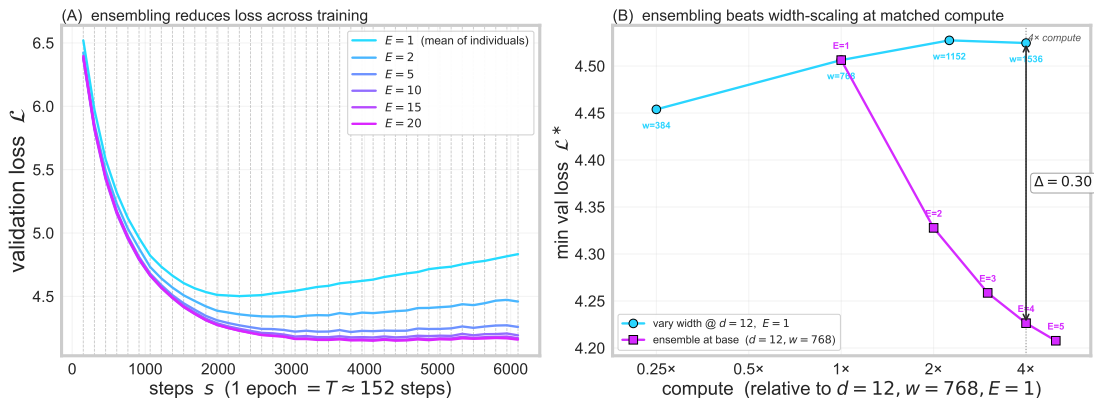 (A) ensembling reduces loss across training
6.5
6.0
5.5
5.0
4.5
validation loss ℒ
0 1000 2000 3000 4000 5000 6000
steps s (1 epoch = T ≈ 152 steps)
E = 1 (mean of individuals)
E = 2
E = 5
E = 10
E = 15
E = 20
(B) ensembling beats width-scaling at matched compute
4.50
4.45
4.40
4.35
4.30
4.25
4.20
min val loss ℒ*
0.25× 0.5× 1× 2× 4×
compute (relative to d = 12, w = 768, E = 1)
4× compute
E=1
w=1152
w=1536
w=768
w=384
Δ = 0.30
E=2
E=3
E=4
E=5
vary width @ d = 12, E = 1
ensemble at base (d = 12, w = 768)